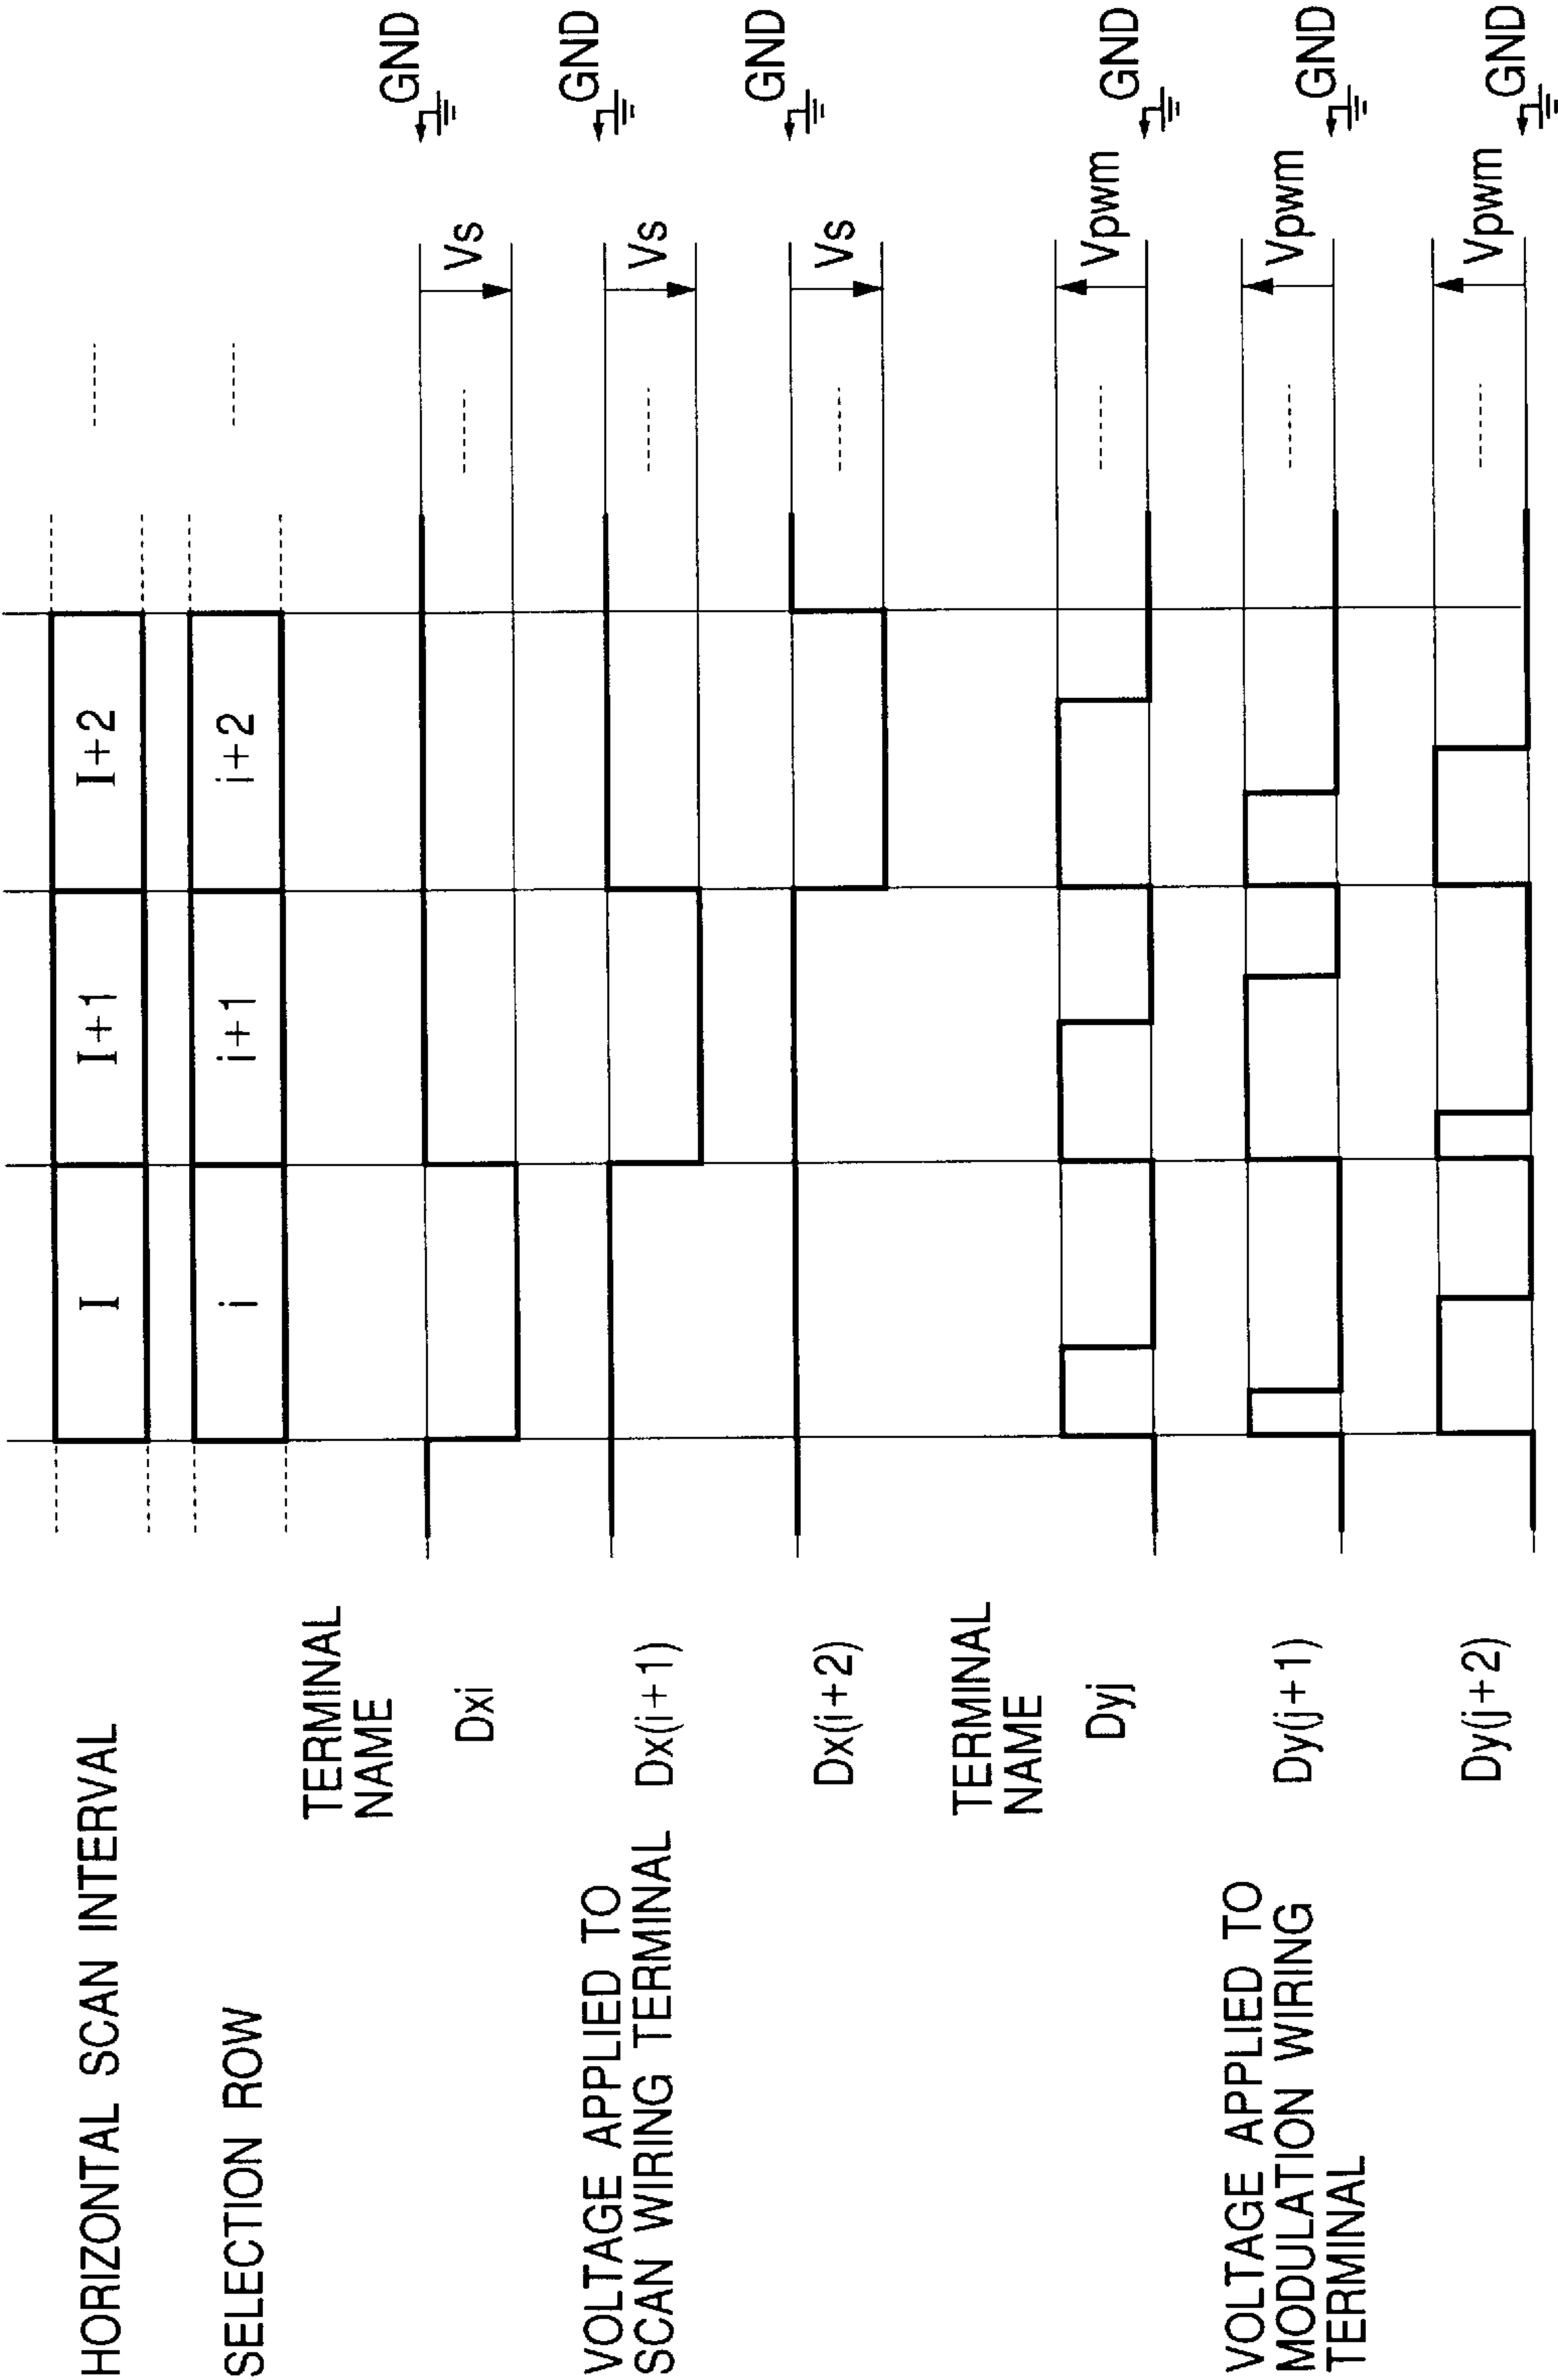 HORIZONTAL SCAN INTERVAL
I
I+1
I+2
SELECTION ROW
i
i+1
i+2
TERMINAL
NAME
Dxi
Vs
GND
VOLTAGE APPLIED TO
SCAN WIRING TERMINAL
Dx(i+1)
Vs
GND
Dx(i+2)
Vs
GND
TERMINAL
NAME
Dyj
Vpwm
GND
VOLTAGE APPLIED TO
MODULATION WIRING
TERMINAL
Dy(j+1)
Vpwm
GND
Dy(j+2)
Vpwm
GND